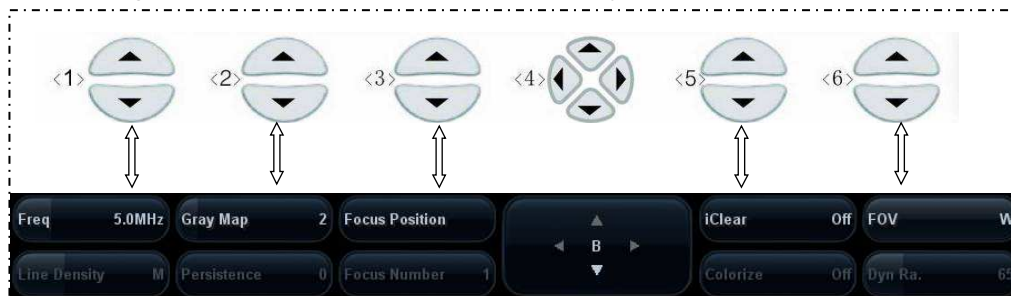 <1> <2> <3> <4> <5> <6>
Freq 5.0MHz Gray Map 2 Focus Position iClear Off FOV W
B
Line Density M Persistence 0 Focus Number 1 Colorize Off Dyn Ra. 65